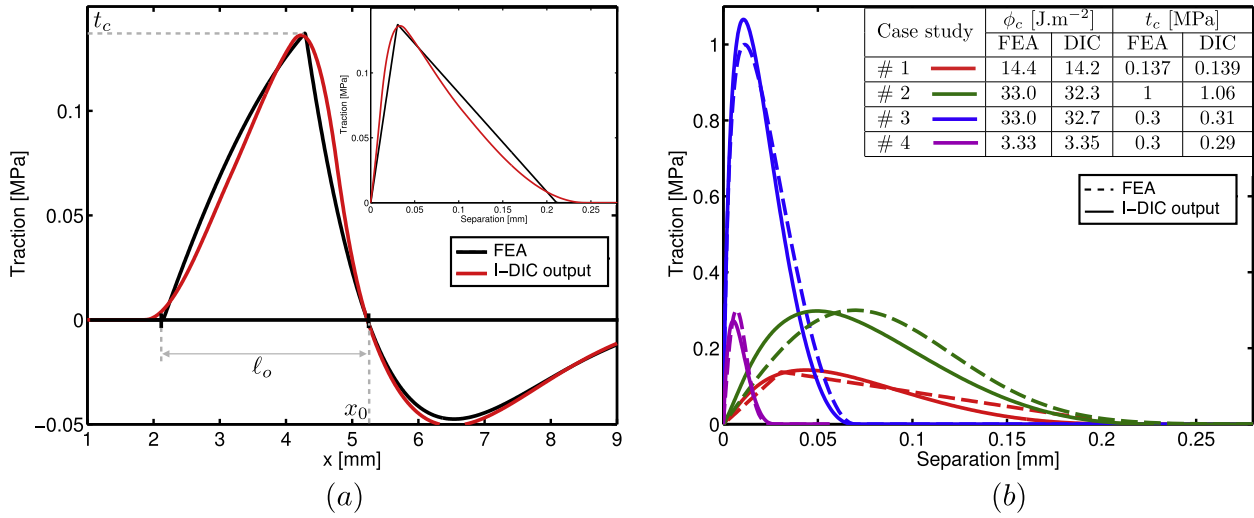 t_c
0.1
0.05
0
−0.05
Traction [MPa]
1 2 3 4 5 6 7 8 9
x [mm]
ℓ_o
x_0
0.1
0.05
0
Traction [MPa]
0 0.05 0.1 0.15 0.2 0.25
Separation [mm]
FEA
I−DIC output
(a)
1
0.8
0.6
0.4
0.2
0
Traction [MPa]
0 0.05 0.1 0.15 0.2 0.25
Separation [mm]
Case study ϕ_c [J.m⁻²] t_c [MPa]
FEA DIC FEA DIC
# 1 14.4 14.2 0.137 0.139
# 2 33.0 32.3 1 1.06
# 3 33.0 32.7 0.3 0.31
# 4 3.33 3.35 0.3 0.29
FEA
I−DIC output
(b)